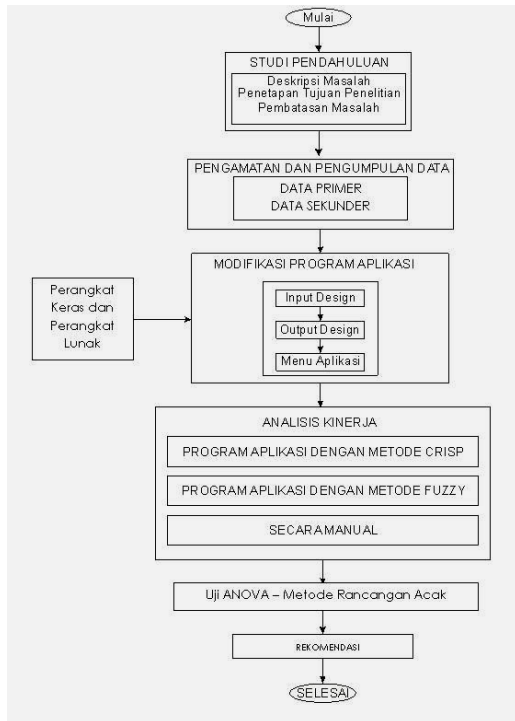 Mulai
STUDI PENDAHULUAN
Deskripsi Masalah
Penetapan Tujuan Penelitian
Pembatasan Masalah
PENGAMATAN DAN PENGUMPULAN DATA
DATA PRIMER
DATA SEKUNDER
MODIFIKASI PROGRAM APLIKASI
Perangkat
Keras dan
Perangkat
Lunak
Input Design
Output Design
Menu Aplikasi
ANALISIS KINERJA
PROGRAM APLIKASI DENGAN METODE CRISP
PROGRAM APLIKASI DENGAN METODE FUZZY
SECARA MANUAL
Uji ANOVA – Metode Rancangan Acak
REKOMENDASI
SELESAI